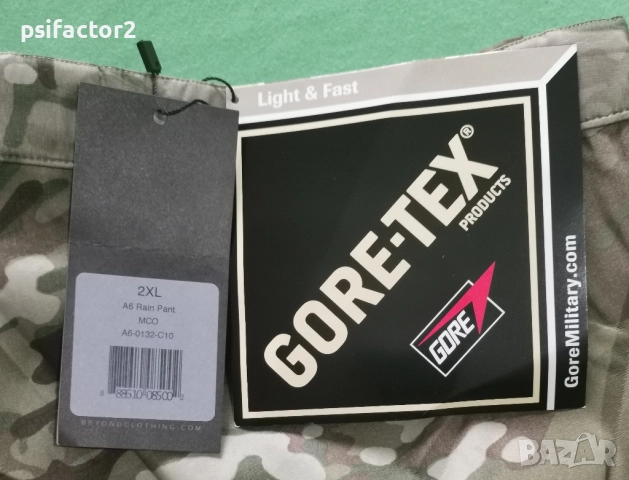 psifactor2
Light & Fast
GORE-TEX®
PRODUCTS
GORE
GoreMilitary.com
2XL
A6 Rain Pant
MCO
A6-0132-C10
BEYONDCLOTHING.COM
BAZAR